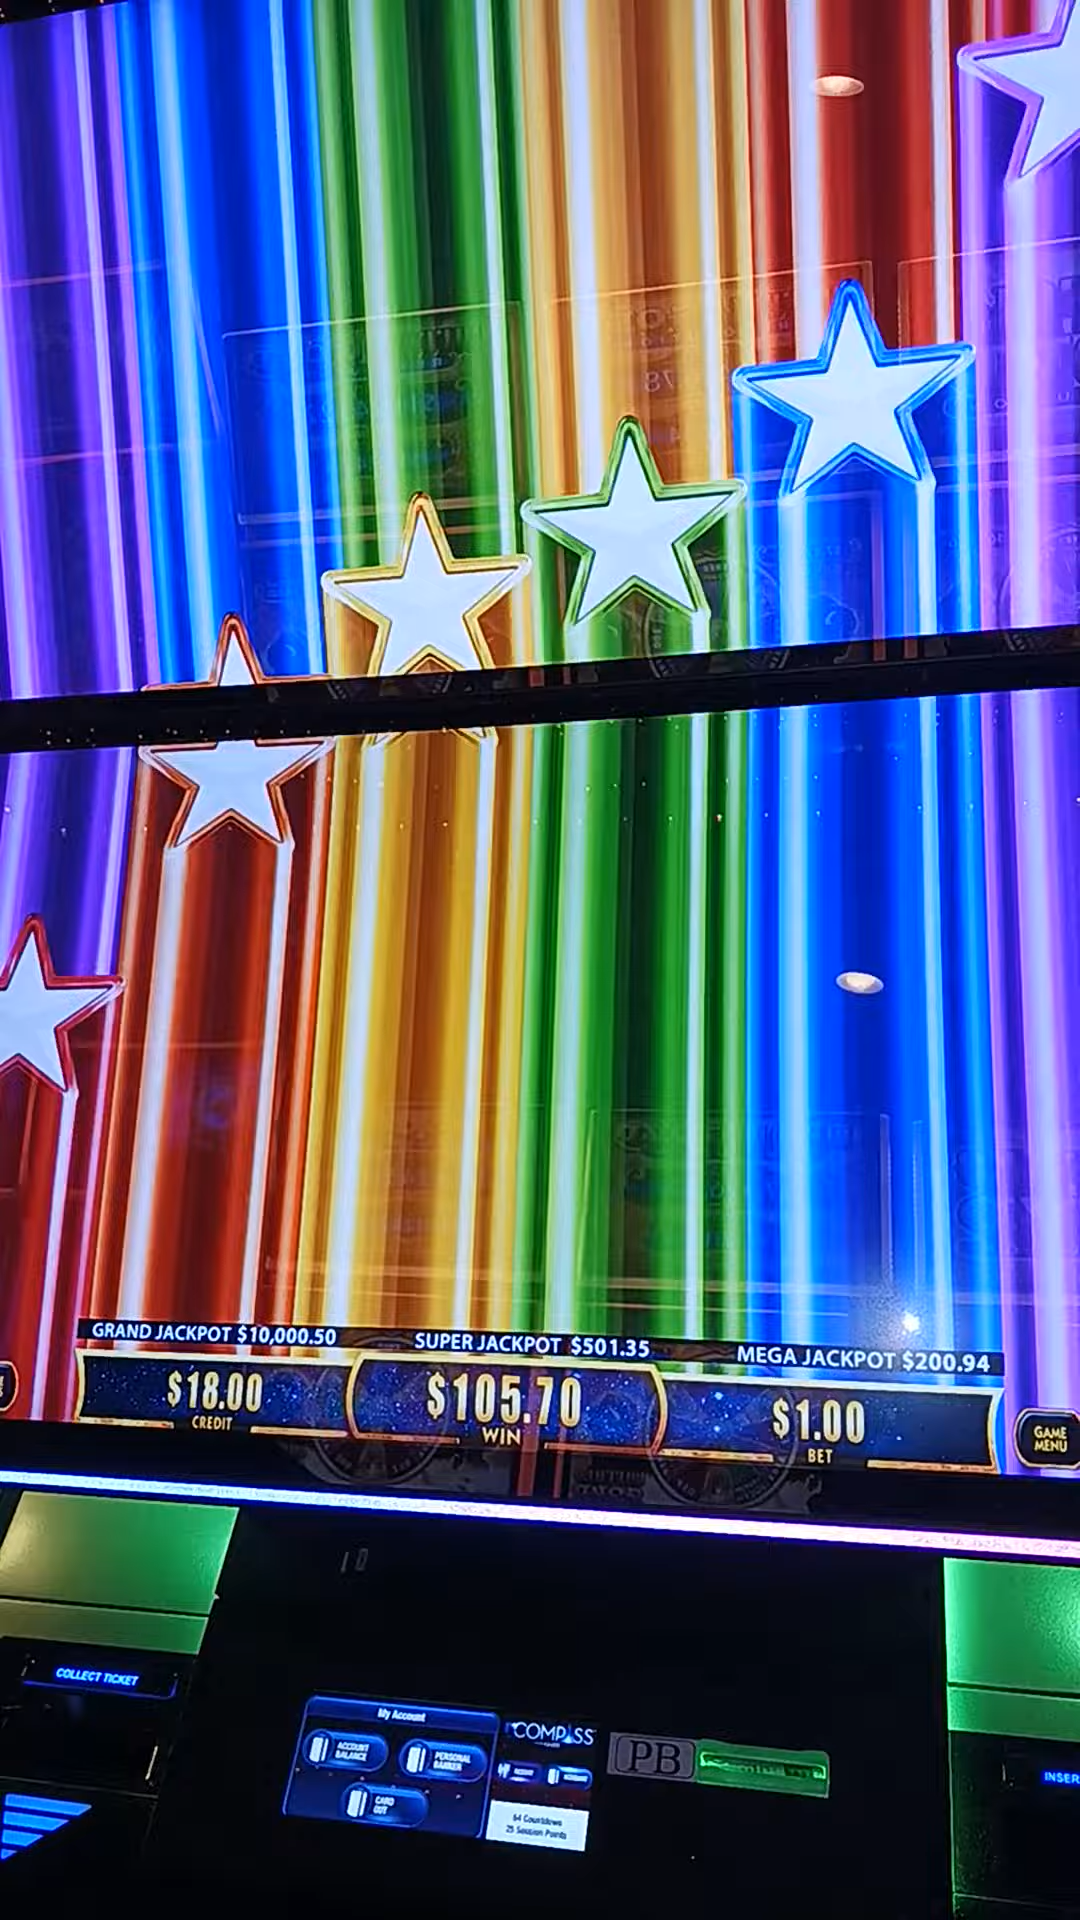 GRAND JACKPOT $10,000.50
SUPER JACKPOT $501.35
MEGA JACKPOT $200.94
$18.00
CREDIT
$105.70
WIN
$1.00
BET
GAME
MENU
COLLECT TICKET
My Account
ACCOUNT
BALANCE
PERSONAL
BANKER
CARD
OUT
COMPASS
64 Countdown
25 Session Points
PB
INSER